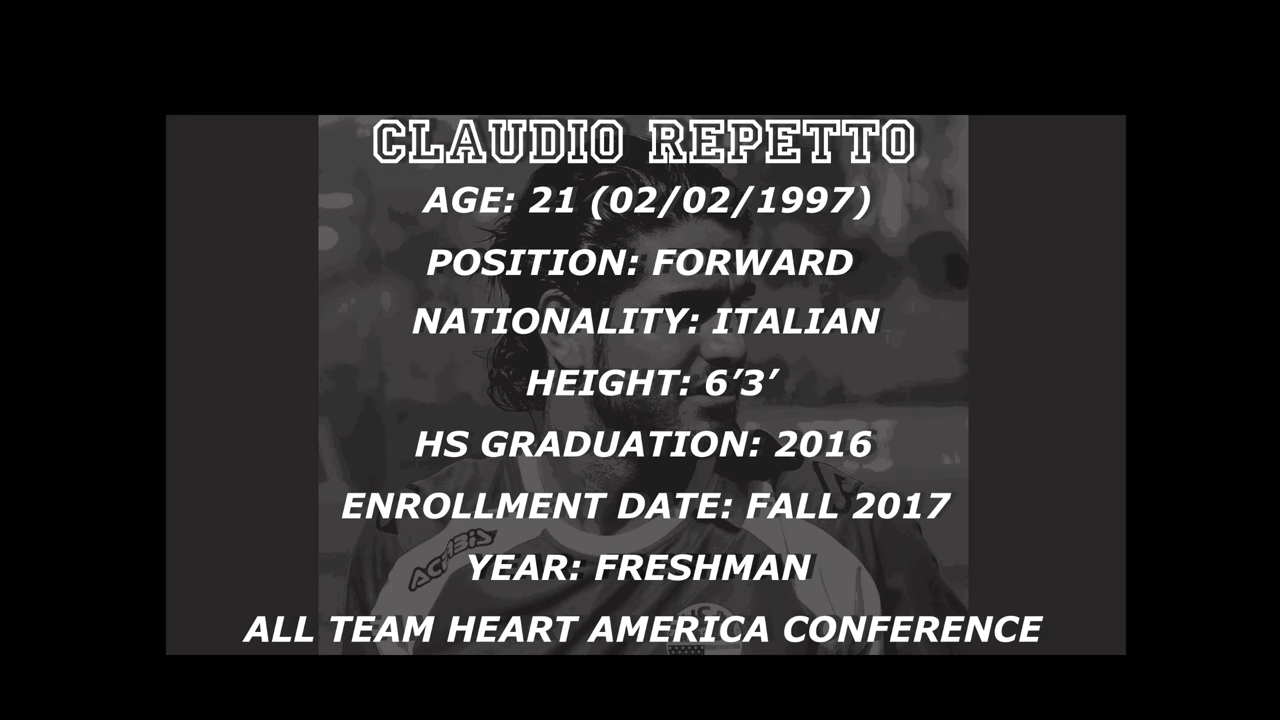 CLAUDIO REPETTO
AGE: 21 (02/02/1997)
POSITION: FORWARD
NATIONALITY: ITALIAN
HEIGHT: 6’3’
HS GRADUATION: 2016
ENROLLMENT DATE: FALL 2017
ACERBIS
YEAR: FRESHMAN
ALL TEAM HEART AMERICA CONFERENCE